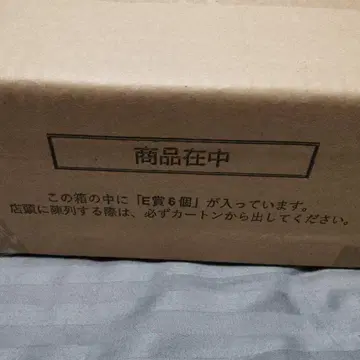 商品在中
この箱の中に「E賞6個」が入っています。
店頭に陳列する際は、必ずカートンから出してください。